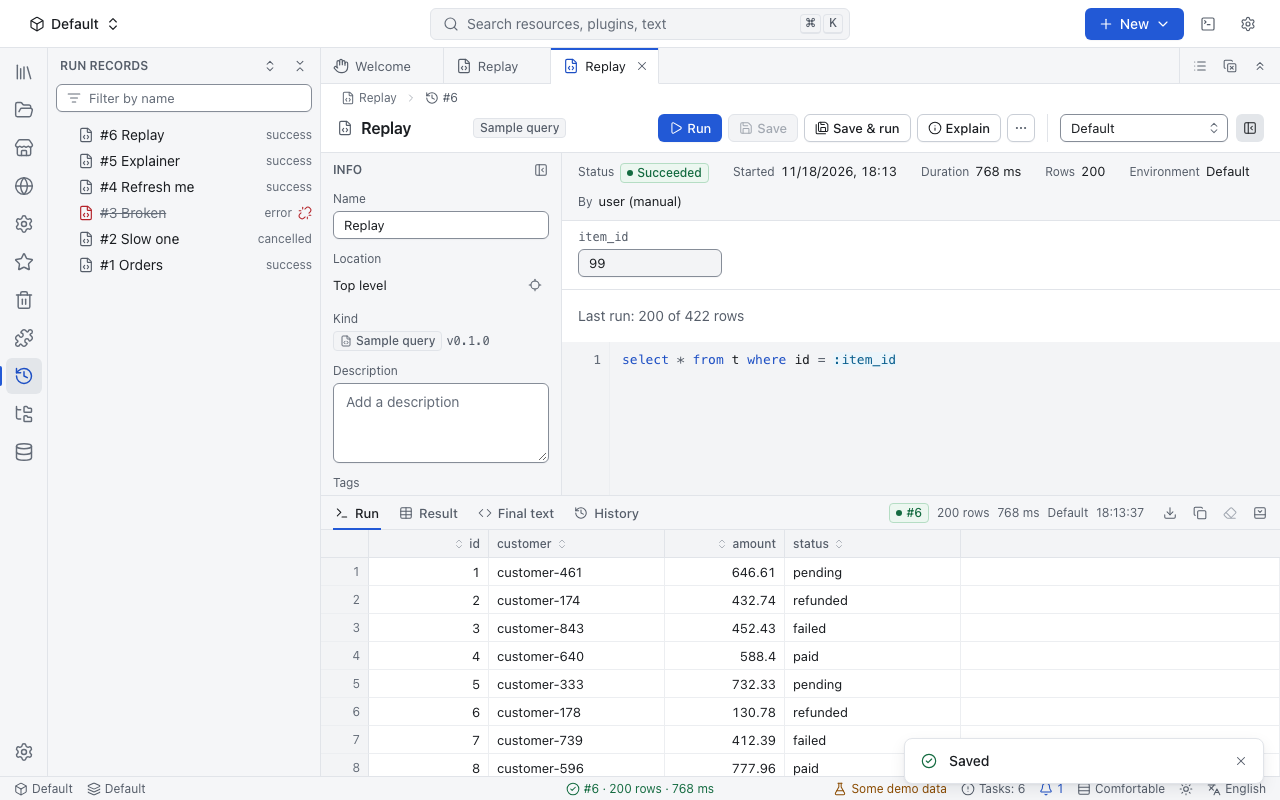 Default
Search resources, plugins, text
⌘ K
New
RUN RECORDS
Filter by name
#6 Replay success
#5 Explainer success
#4 Refresh me success
#3 Broken error
#2 Slow one cancelled
#1 Orders success
Welcome
Replay
Replay
Replay #6
Replay
Sample query
Run
Save
Save & run
Explain
Default
INFO
Name
Replay
Location
Top level
Kind
Sample query v0.1.0
Description
Add a description
Tags
Status Succeeded Started 11/18/2026, 18:13 Duration 768 ms Rows 200 Environment Default
By user (manual)
item_id
99
Last run: 200 of 422 rows
1 select * from t where id = :item_id
Run
Result
Final text
History
#6 200 rows 768 ms Default 18:13:37
id customer amount status
1 1 customer-461 646.61 pending
2 2 customer-174 432.74 refunded
3 3 customer-843 452.43 failed
4 4 customer-640 588.4 paid
5 5 customer-333 732.33 pending
6 6 customer-178 130.78 refunded
7 7 customer-739 412.39 failed
8 8 customer-596 777.96 paid
Saved
Default
Default
#6 · 200 rows · 768 ms
Some demo data
Tasks: 6
1
Comfortable
English